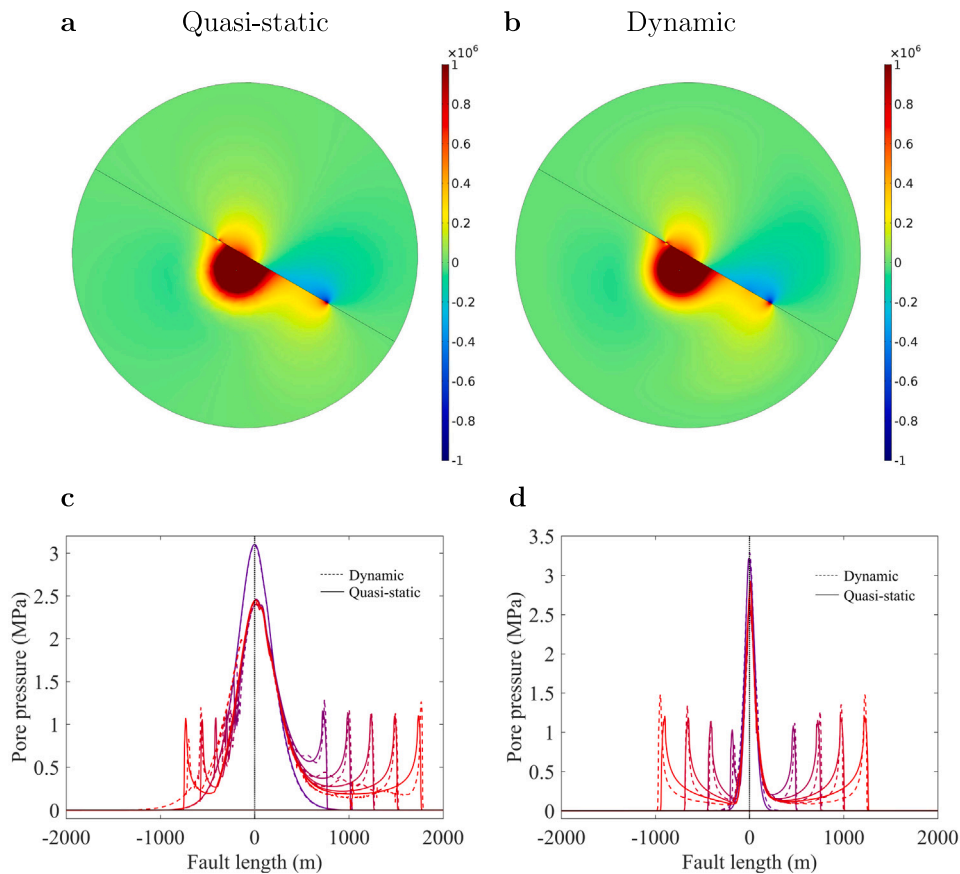 a Quasi-static
b Dynamic
×10⁶
1
0.8
0.6
0.4
0.2
0
-0.2
-0.4
-0.6
-0.8
-1
×10⁶
1
0.8
0.6
0.4
0.2
0
-0.2
-0.4
-0.6
-0.8
-1
c
Pore pressure (MPa)
3
2.5
2
1.5
1
0.5
0
Dynamic
Quasi-static
-2000 -1000 0 1000 2000
Fault length (m)
d
Pore pressure (MPa)
3.5
3
2.5
2
1.5
1
0.5
0
Dynamic
Quasi-static
-2000 -1000 0 1000 2000
Fault length (m)